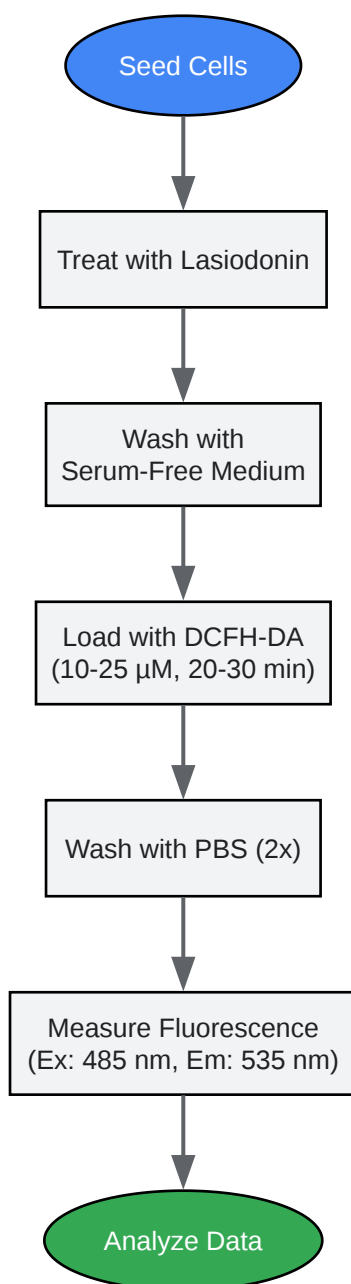 Seed Cells
Treat with Lasiodonin
Wash with
Serum-Free Medium
Load with DCFH-DA
(10-25 µM, 20-30 min)
Wash with PBS (2x)
Measure Fluorescence
(Ex: 485 nm, Em: 535 nm)
Analyze Data